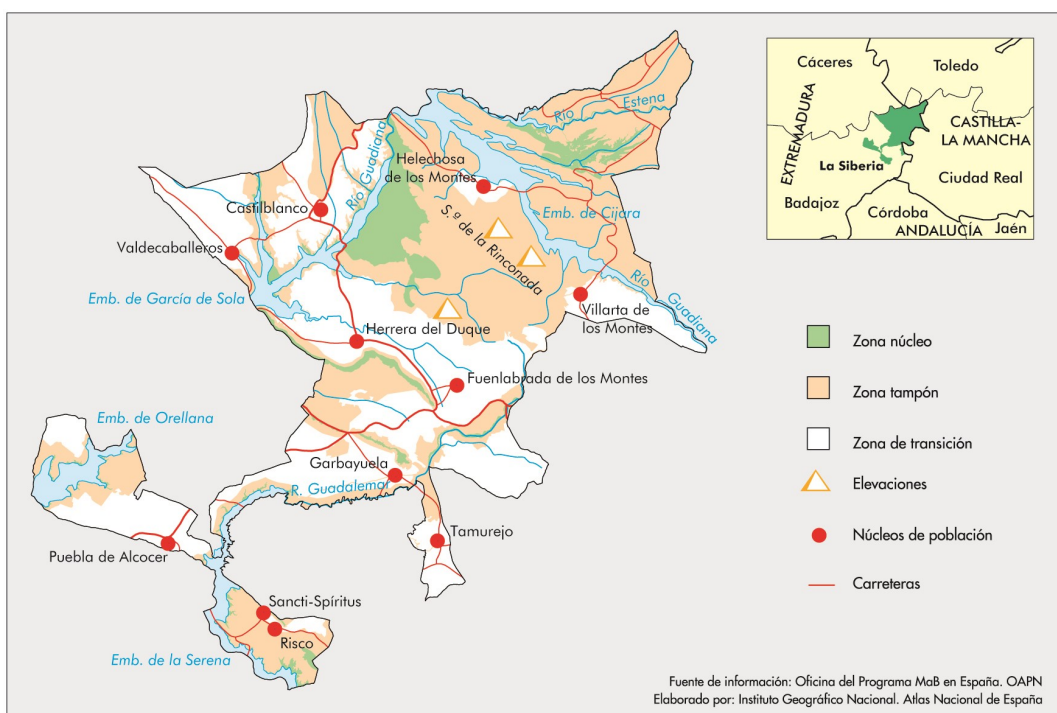 Río
Estena
Río Guadiana
Helechosa
de los Montes
Castilblanco
Emb. de Cijara
S.ª de la Rinconada
Valdecaballeros
Río
Guadiana
Emb. de García de Sola
Villarta de
los Montes
Herrera del Duque
Fuenlabrada de los Montes
Emb. de Orellana
Garbayuela
R. Guadalemar
Tamurejo
Puebla de Alcocer
Sancti-Spíritus
Risco
Emb. de la Serena
Cáceres
Toledo
EXTREMADURA
CASTILLA-
LA MANCHA
La Siberia
Ciudad Real
Badajoz
Córdoba
ANDALUCÍA
Jaén
Zona núcleo
Zona tampón
Zona de transición
Elevaciones
Núcleos de población
Carreteras
Fuente de información: Oficina del Programa MaB en España. OAPN
Elaborado por: Instituto Geográfico Nacional. Atlas Nacional de España